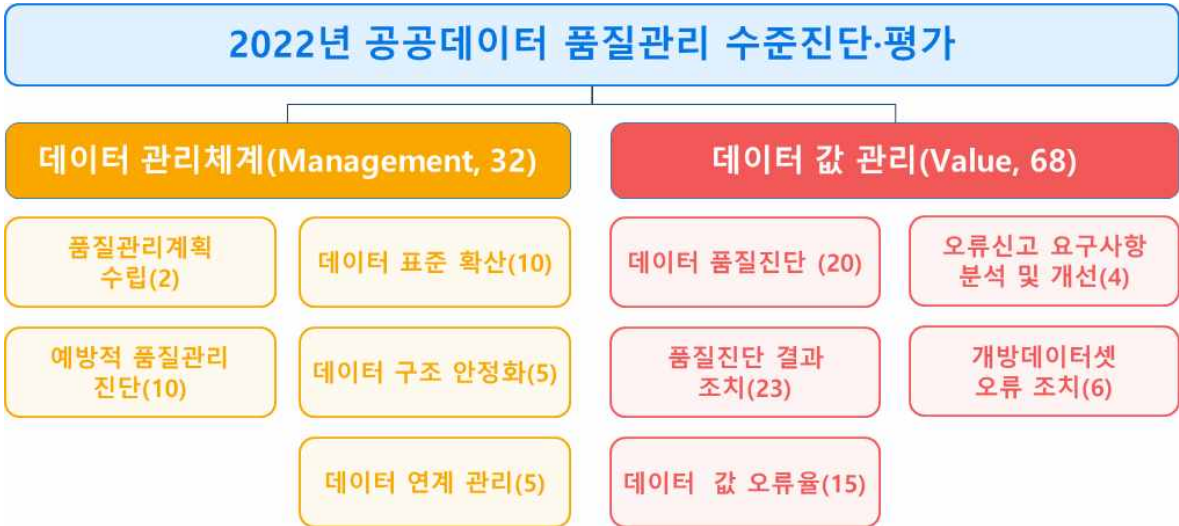 2022년 공공데이터 품질관리 수준진단·평가
데이터 관리체계(Management, 32)
데이터 값 관리(Value, 68)
품질관리계획
수립(2)
데이터 표준 확산(10)
데이터 품질진단 (20)
오류신고 요구사항
분석 및 개선(4)
예방적 품질관리
진단(10)
데이터 구조 안정화(5)
품질진단 결과
조치(23)
개방데이터셋
오류 조치(6)
데이터 연계 관리(5)
데이터 값 오류율(15)